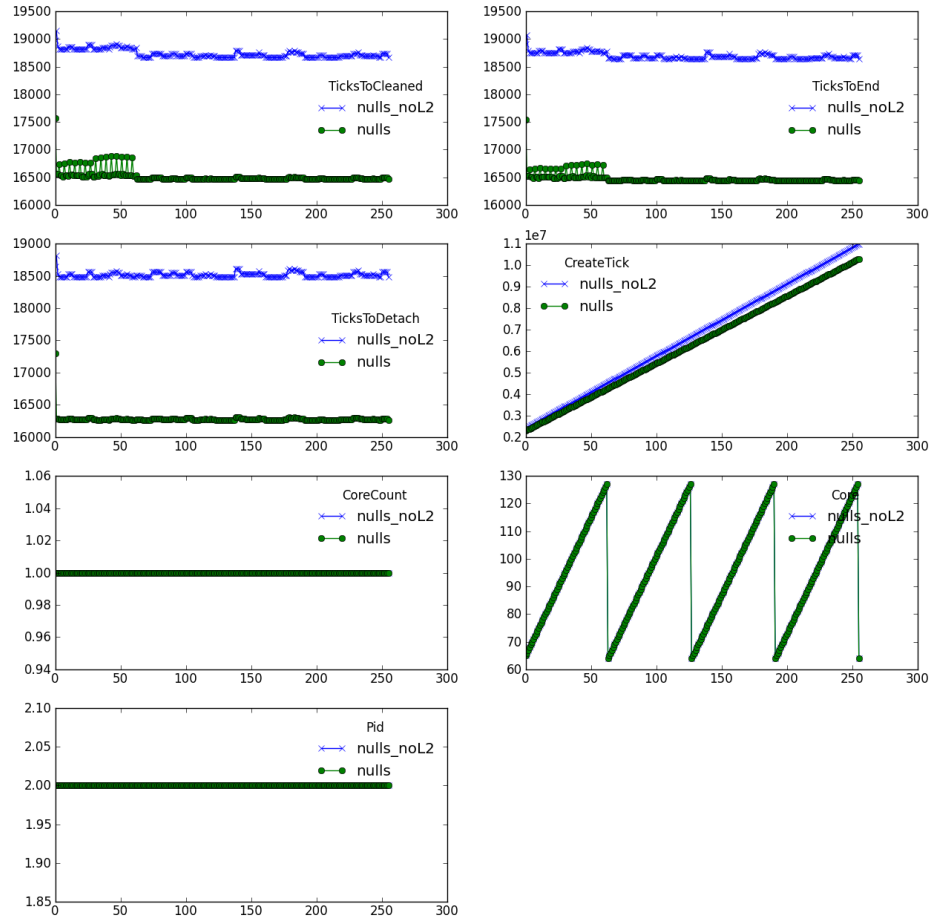 19500
19000
18500
18000
17500
17000
16500
16000
TicksToCleaned
nulls_noL2
nulls
0 50 100 150 200 250 300
19500
19000
18500
18000
17500
17000
16500
16000
TicksToEnd
nulls_noL2
nulls
0 50 100 150 200 250 300
19000
18500
18000
17500
17000
16500
16000
TicksToDetach
nulls_noL2
nulls
0 50 100 150 200 250 300
1e7
1.1
1.0
0.9
0.8
0.7
0.6
0.5
0.4
0.3
0.2
CreateTick
nulls_noL2
nulls
0 50 100 150 200 250 300
1.06
1.04
1.02
1.00
0.98
0.96
0.94
CoreCount
nulls_noL2
nulls
0 50 100 150 200 250 300
130
120
110
100
90
80
70
60
Core
nulls_noL2
nulls
0 50 100 150 200 250 300
2.10
2.05
2.00
1.95
1.90
1.85
Pid
nulls_noL2
nulls
0 50 100 150 200 250 300